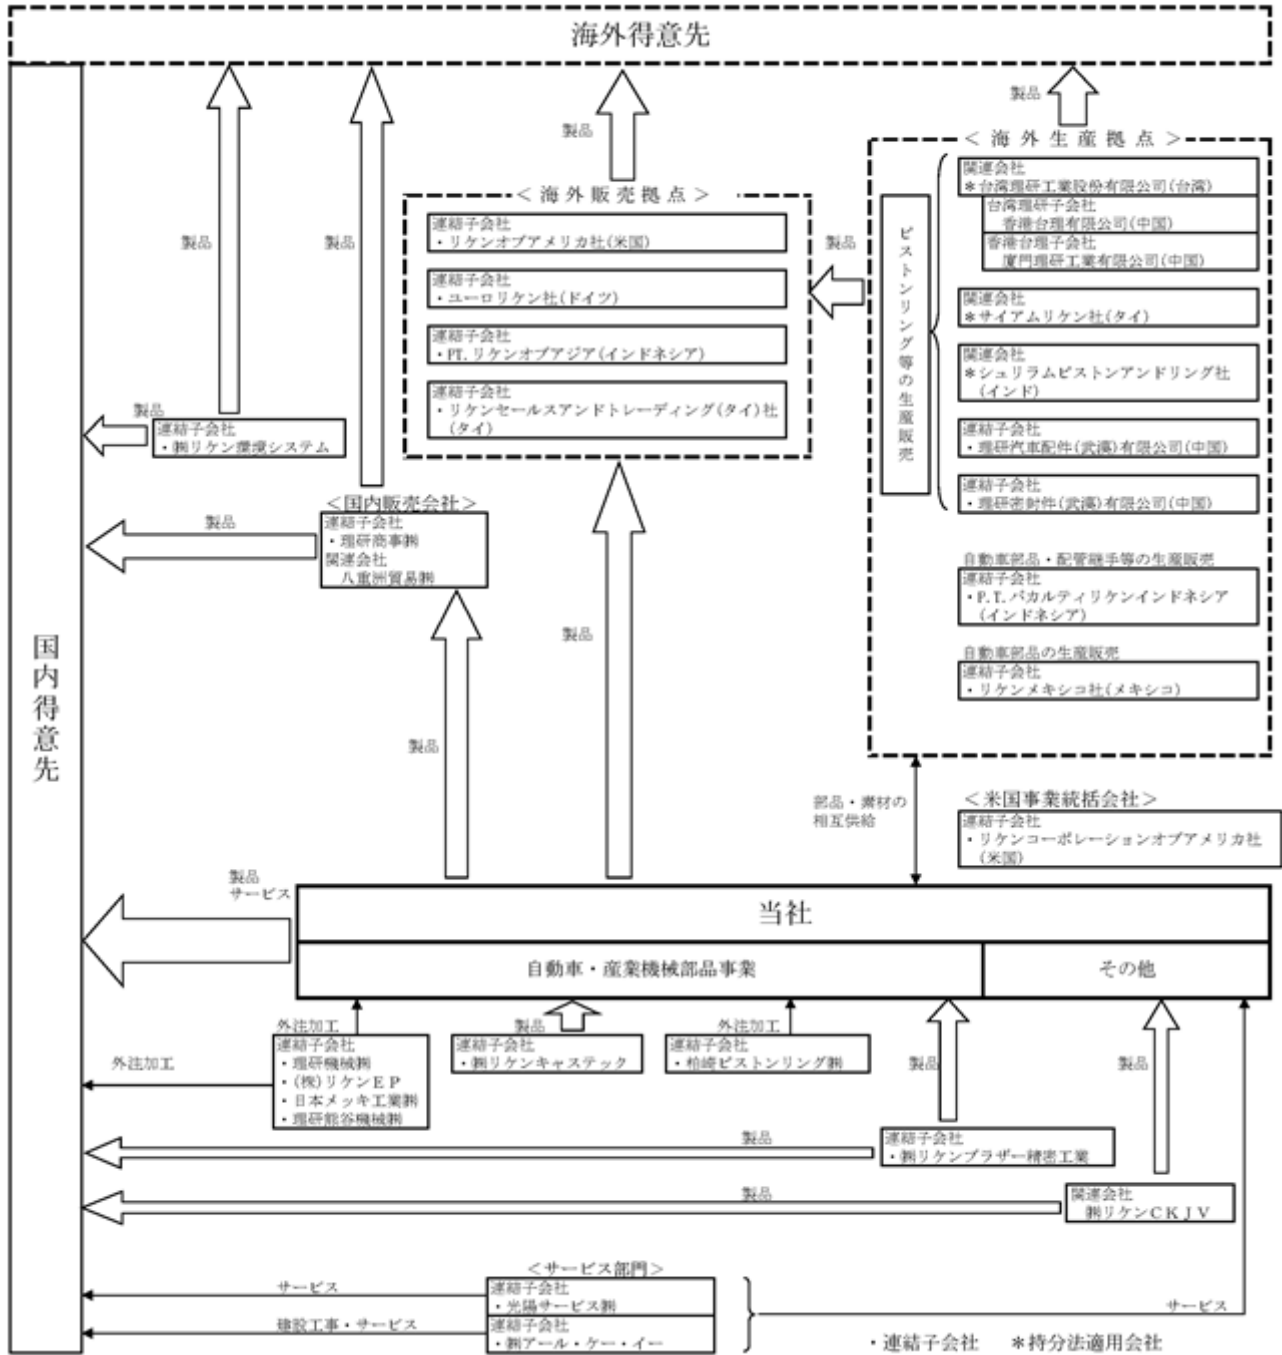 海外得意先
国内得意先
製品
製品
製品
製品
＜海外生産拠点＞
ピストンリング等の生産販売
関連会社
＊台湾理研工業股份有限公司(台湾)
台湾理研子会社
香港台理有限公司(中国)
香港台理子会社
廈門理研工業有限公司(中国)
関連会社
＊サイアムリケン社(タイ)
関連会社
＊シュリラムピストンアンドリング社
(インド)
連結子会社
・理研汽車配件(武漢)有限公司(中国)
連結子会社
・理研密封件(武漢)有限公司(中国)
自動車部品・配管継手等の生産販売
連結子会社
・P.T.パカルティリケンインドネシア
(インドネシア)
自動車部品の生産販売
連結子会社
・リケンメキシコ社(メキシコ)
製品
＜海外販売拠点＞
連結子会社
・リケンオブアメリカ社(米国)
連結子会社
・ユーロリケン社(ドイツ)
連結子会社
・PT.リケンオブアジア(インドネシア)
連結子会社
・リケンセールスアンドトレーディング(タイ)社
(タイ)
製品
連結子会社
・㈱リケン環境システム
製品
＜国内販売会社＞
連結子会社
・理研商事㈱
関連会社
八重洲貿易㈱
製品
製品
部品・素材の
相互供給
＜米国事業統括会社＞
連結子会社
・リケンコーポレーションオブアメリカ社
(米国)
製品
サービス
当社
自動車・産業機械部品事業
その他
外注加工
外注加工
連結子会社
・理研機械㈱
・(株)リケンＥＰ
・日本メッキ工業㈱
・理研熊谷機械㈱
製品
連結子会社
・㈱リケンキャステック
外注加工
連結子会社
・柏崎ピストンリング㈱
製品
製品
製品
連結子会社
・㈱リケンブラザー精密工業
製品
関連会社
㈱リケンＣＫＪＶ
＜サービス部門＞
サービス
連結子会社
・光陽サービス㈱
建設工事・サービス
連結子会社
・㈱アール・ケー・イー
サービス
・連結子会社　＊持分法適用会社